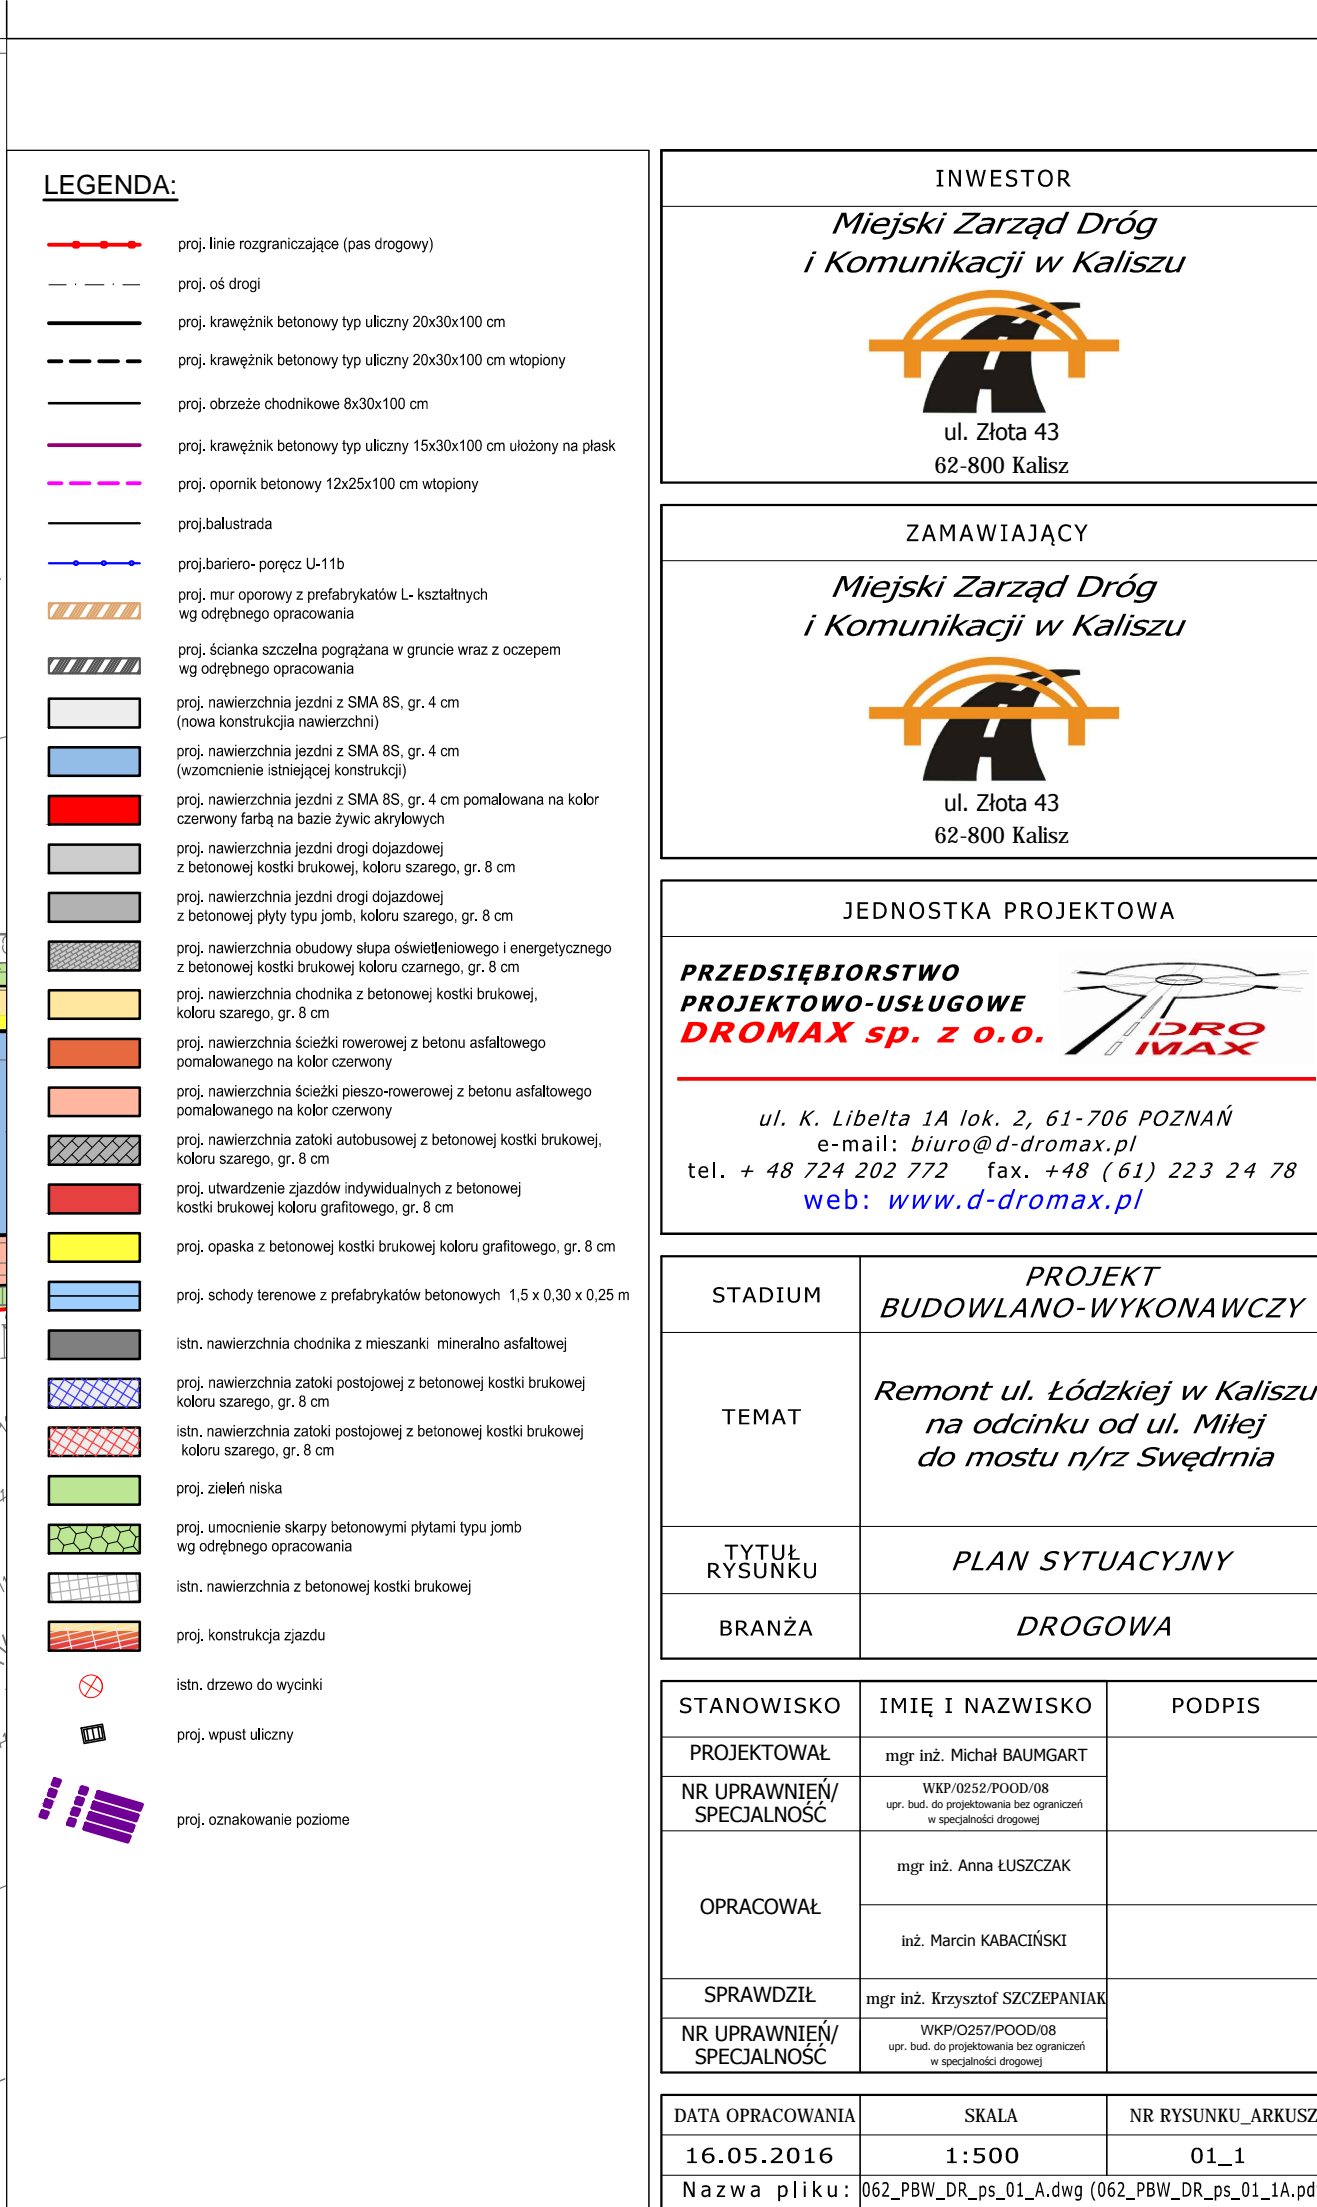 LEGENDA:
proj. linie rozgraniczające (pas drogowy)
proj. oś drogi
proj. krawężnik betonowy typ uliczny 20x30x100 cm
proj. krawężnik betonowy typ uliczny 20x30x100 cm wtopiony
proj. obrzeże chodnikowe 8x30x100 cm
proj. krawężnik betonowy typ uliczny 15x30x100 cm ułożony na płask
proj. opornik betonowy 12x25x100 cm wtopiony
proj.balustrada
proj.bariero- poręcz U-11b
proj. mur oporowy z prefabrykatów L- kształtnych
wg odrębnego opracowania
proj. ścianka szczelna pogrążana w gruncie wraz z oczepem
wg odrębnego opracowania
proj. nawierzchnia jezdni z SMA 8S, gr. 4 cm
(nowa konstrukcjia nawierzchni)
proj. nawierzchnia jezdni z SMA 8S, gr. 4 cm
(wzomcnienie istniejącej konstrukcji)
proj. nawierzchnia jezdni z SMA 8S, gr. 4 cm pomalowana na kolor
czerwony farbą na bazie żywic akrylowych
proj. nawierzchnia jezdni drogi dojazdowej
z betonowej kostki brukowej, koloru szarego, gr. 8 cm
proj. nawierzchnia jezdni drogi dojazdowej
z betonowej płyty typu jomb, koloru szarego, gr. 8 cm
proj. nawierzchnia obudowy słupa oświetleniowego i energetycznego
z betonowej kostki brukowej koloru czarnego, gr. 8 cm
proj. nawierzchnia chodnika z betonowej kostki brukowej,
koloru szarego, gr. 8 cm
proj. nawierzchnia ścieżki rowerowej z betonu asfaltowego
pomalowanego na kolor czerwony
proj. nawierzchnia ścieżki pieszo-rowerowej z betonu asfaltowego
pomalowanego na kolor czerwony
proj. nawierzchnia zatoki autobusowej z betonowej kostki brukowej,
koloru szarego, gr. 8 cm
proj. utwardzenie zjazdów indywidualnych z betonowej
kostki brukowej koloru grafitowego, gr. 8 cm
proj. opaska z betonowej kostki brukowej koloru grafitowego, gr. 8 cm
proj. schody terenowe z prefabrykatów betonowych 1,5 x 0,30 x 0,25 m
istn. nawierzchnia chodnika z mieszanki mineralno asfaltowej
proj. nawierzchnia zatoki postojowej z betonowej kostki brukowej
koloru szarego, gr. 8 cm
istn. nawierzchnia zatoki postojowej z betonowej kostki brukowej
koloru szarego, gr. 8 cm
proj. zieleń niska
proj. umocnienie skarpy betonowymi płytami typu jomb
wg odrębnego opracowania
istn. nawierzchnia z betonowej kostki brukowej
proj. konstrukcja zjazdu
istn. drzewo do wycinki
proj. wpust uliczny
proj. oznakowanie poziome
INWESTOR
Miejski Zarząd Dróg
i Komunikacji w Kaliszu
ul. Złota 43
62-800 Kalisz
ZAMAWIAJĄCY
Miejski Zarząd Dróg
i Komunikacji w Kaliszu
ul. Złota 43
62-800 Kalisz
JEDNOSTKA PROJEKTOWA
PRZEDSIĘBIORSTWO
PROJEKTOWO-USŁUGOWE
DROMAX sp. z o.o.
DRO
MAX
ul. K. Libelta 1A lok. 2, 61-706 POZNAŃ
e-mail: biuro@d-dromax.pl
tel. + 48 724 202 772 fax. +48 (61) 223 24 78
web: www.d-dromax.pl
STADIUM
PROJEKT
BUDOWLANO-WYKONAWCZY
TEMAT
Remont ul. Łódzkiej w Kaliszu
na odcinku od ul. Miłej
do mostu n/rz Swędrnia
TYTUŁ
RYSUNKU
PLAN SYTUACYJNY
BRANŻA
DROGOWA
STANOWISKO IMIĘ I NAZWISKO PODPIS
PROJEKTOWAŁ mgr inż. Michał BAUMGART
NR UPRAWNIEŃ/
SPECJALNOŚĆ
WKP/0252/POOD/08
upr. bud. do projektowania bez ograniczeń
w specjalności drogowej
OPRACOWAŁ
mgr inż. Anna ŁUSZCZAK
inż. Marcin KABACIŃSKI
SPRAWDZIŁ mgr inż. Krzysztof SZCZEPANIAK
NR UPRAWNIEŃ/
SPECJALNOŚĆ
WKP/O257/POOD/08
upr. bud. do projektowania bez ograniczeń
w specjalności drogowej
DATA OPRACOWANIA SKALA NR RYSUNKU_ARKUSZ
16.05.2016 1:500 01_1
Nazwa pliku: 062_PBW_DR_ps_01_A.dwg (062_PBW_DR_ps_01_1A.pd